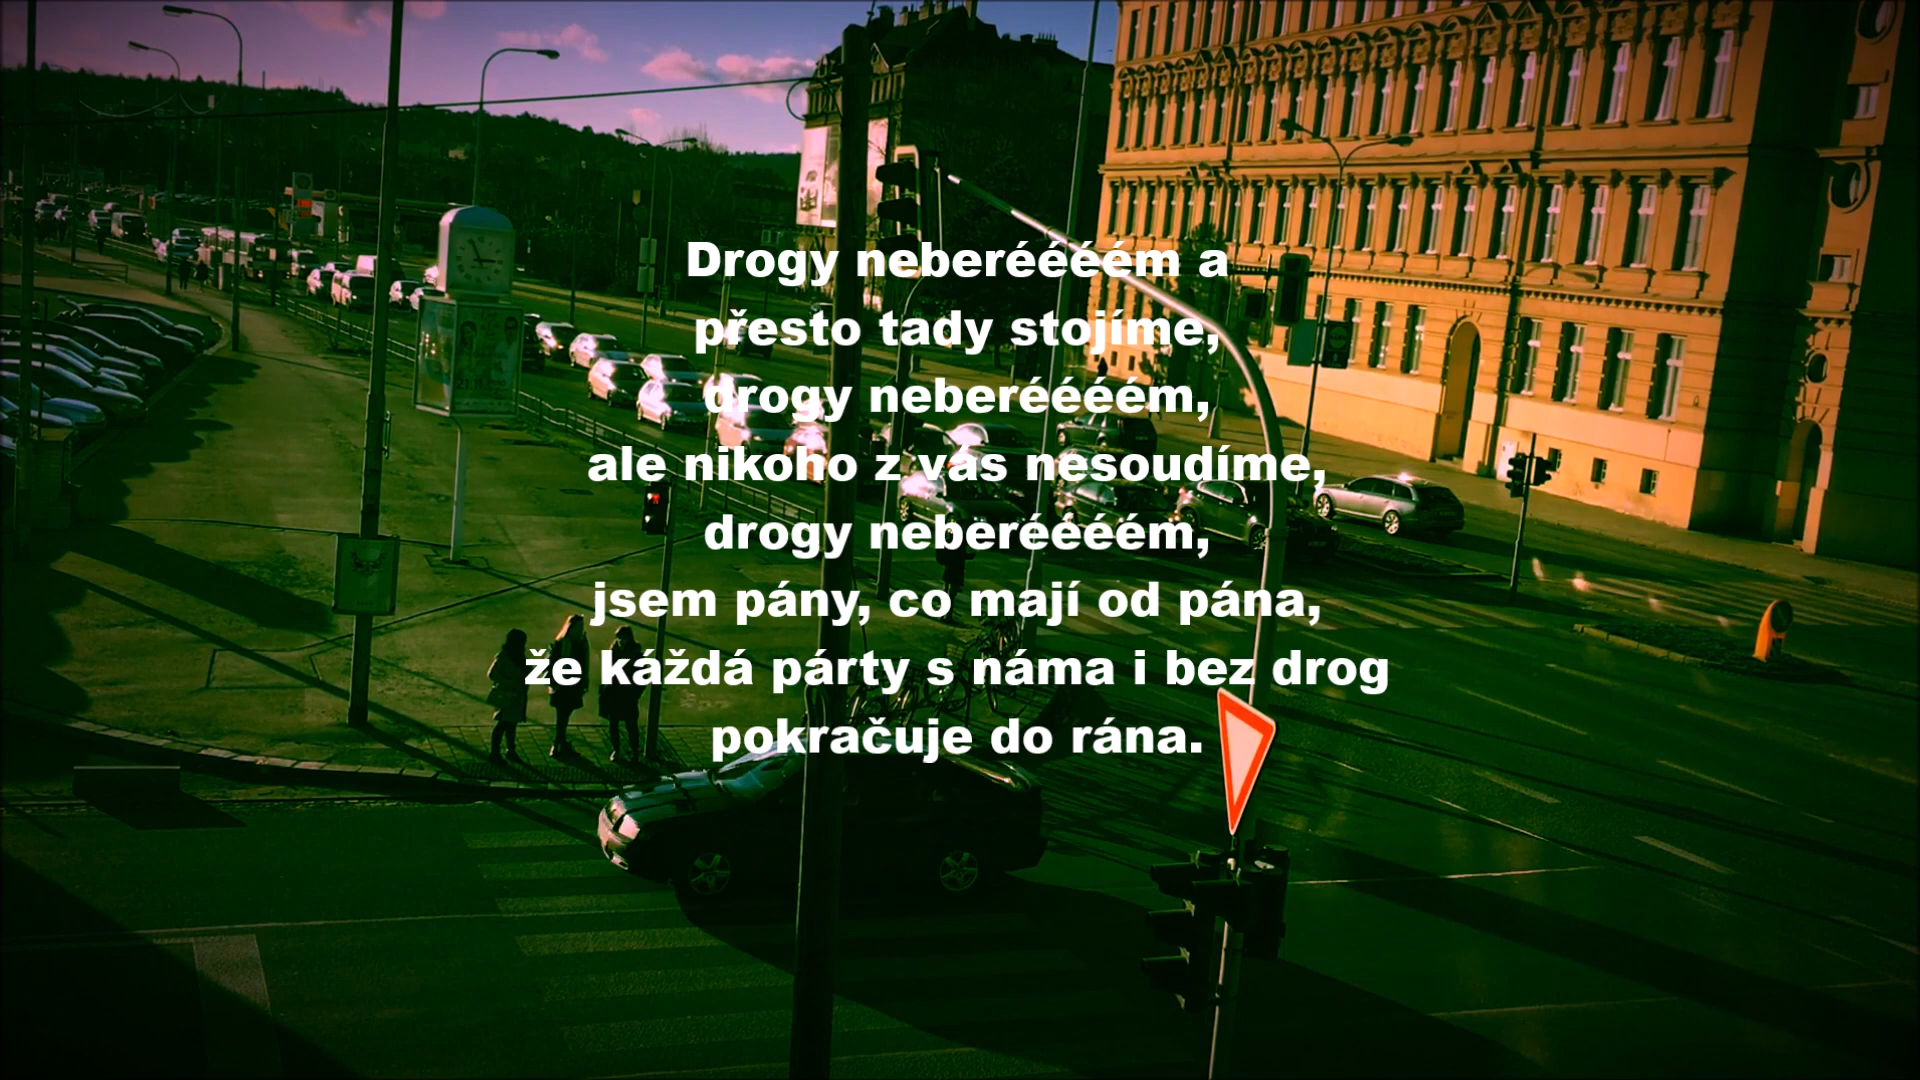 Drogy neberéééém a
přesto tady stojíme,
drogy neberéééém,
ale nikoho z vás nesoudíme,
drogy neberéééém,
jsem pány, co mají od pána,
že káždá párty s náma i bez drog
pokračuje do rána.